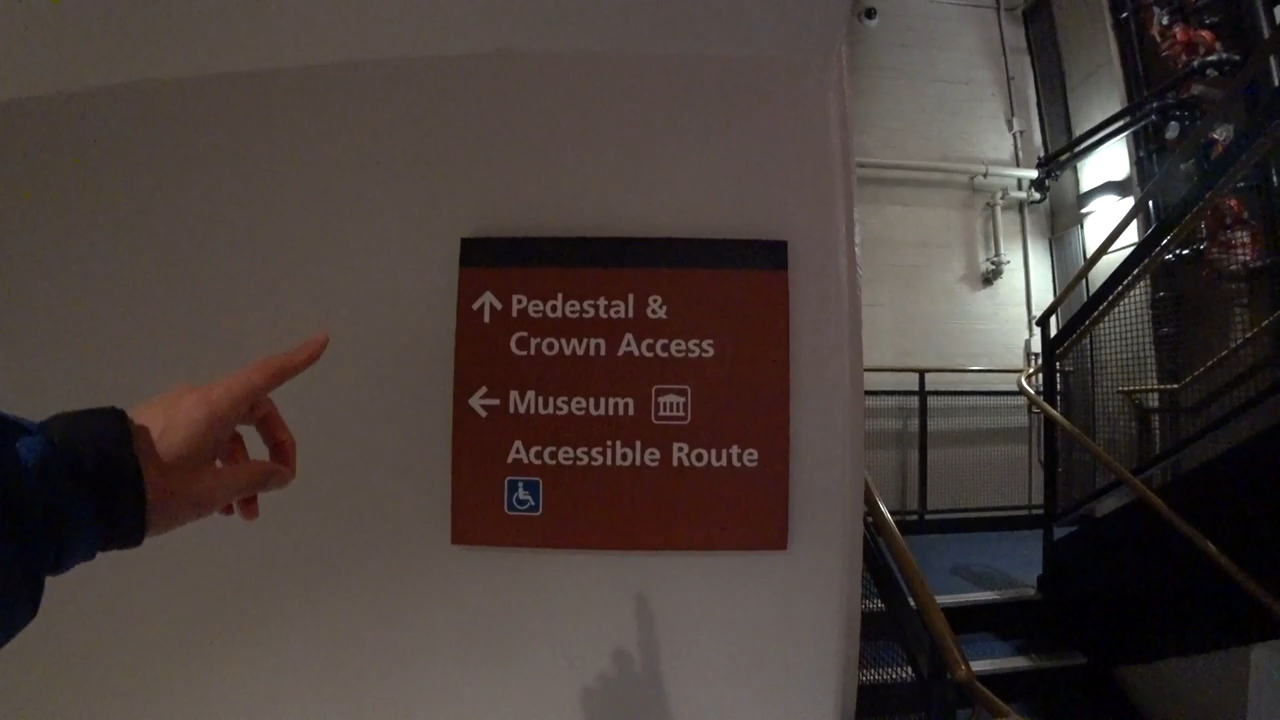 ↑ Pedestal &
Crown Access
← Museum
Accessible Route